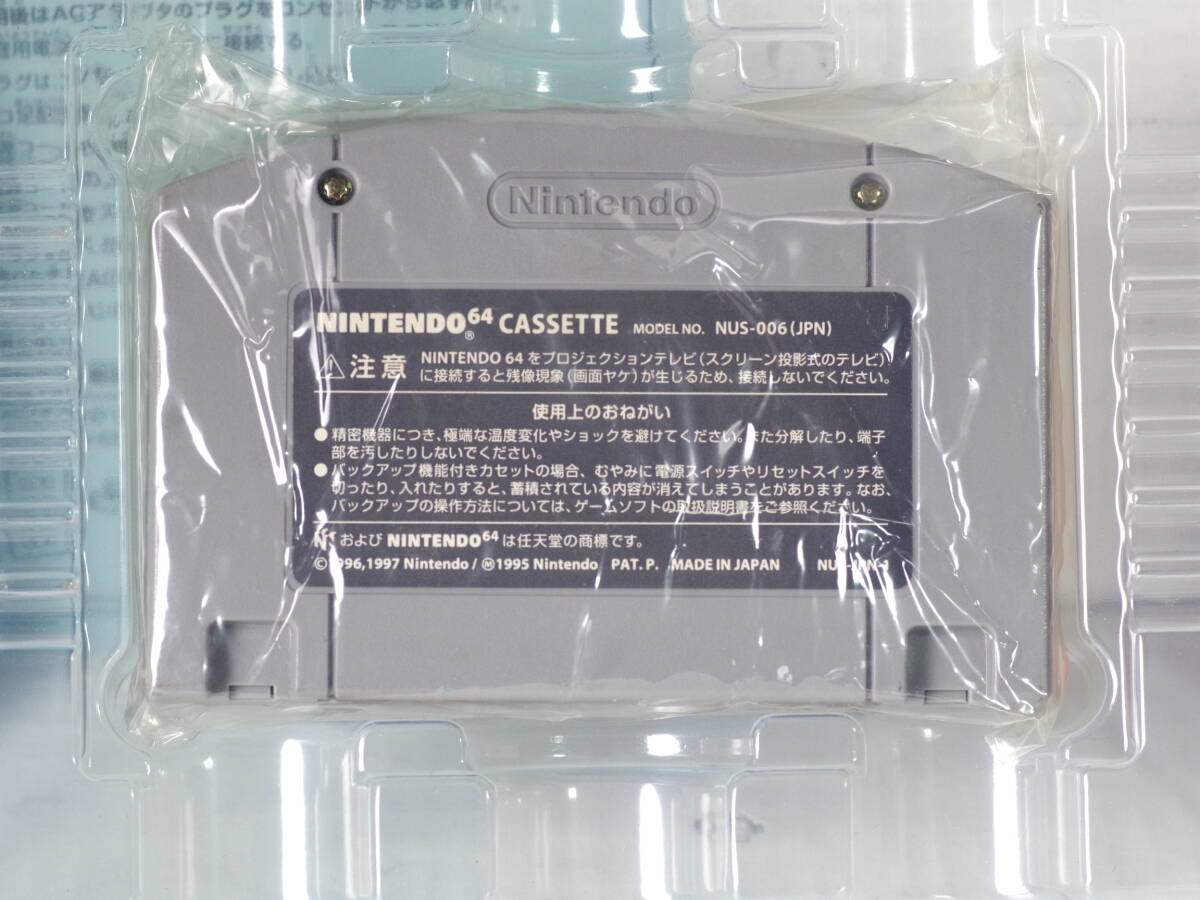 Nintendo
NINTENDO64® CASSETTE MODEL NO. NUS-006(JPN)
⚠注意 NINTENDO 64をプロジェクションテレビ(スクリーン投影式のテレビ)
に接続すると残像現象(画面ヤケ)が生じるため、接続しないでください。
使用上のおねがい
●精密機器につき、極端な温度変化やショックを避けてください。また分解したり、端子
部を汚したりしないでください。
●バックアップ機能付きカセットの場合、むやみに電源スイッチやリセットスイッチを
切ったり、入れたりすると、蓄積されている内容が消えてしまうことがあります。なお、
バックアップの操作方法については、ゲームソフトの取扱説明書をご参照ください。
および NINTENDO64 は任天堂の商標です。
©1996,1997 Nintendo / Ⓜ1995 Nintendo PAT. P. MADE IN JAPAN NUS-JPN-1